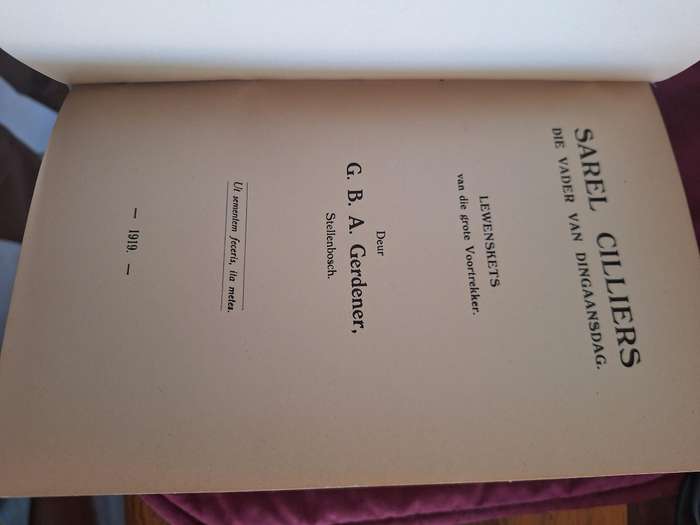 SAREL CILLIERS
DIE VADER VAN DINGAANSDAG.
LEWENSKETS
van die grote Voortrekker.
Deur
G. B. A. Gerdener,
Stellenbosch.
Ut sementem feceris, ita metes.
— 1919. —